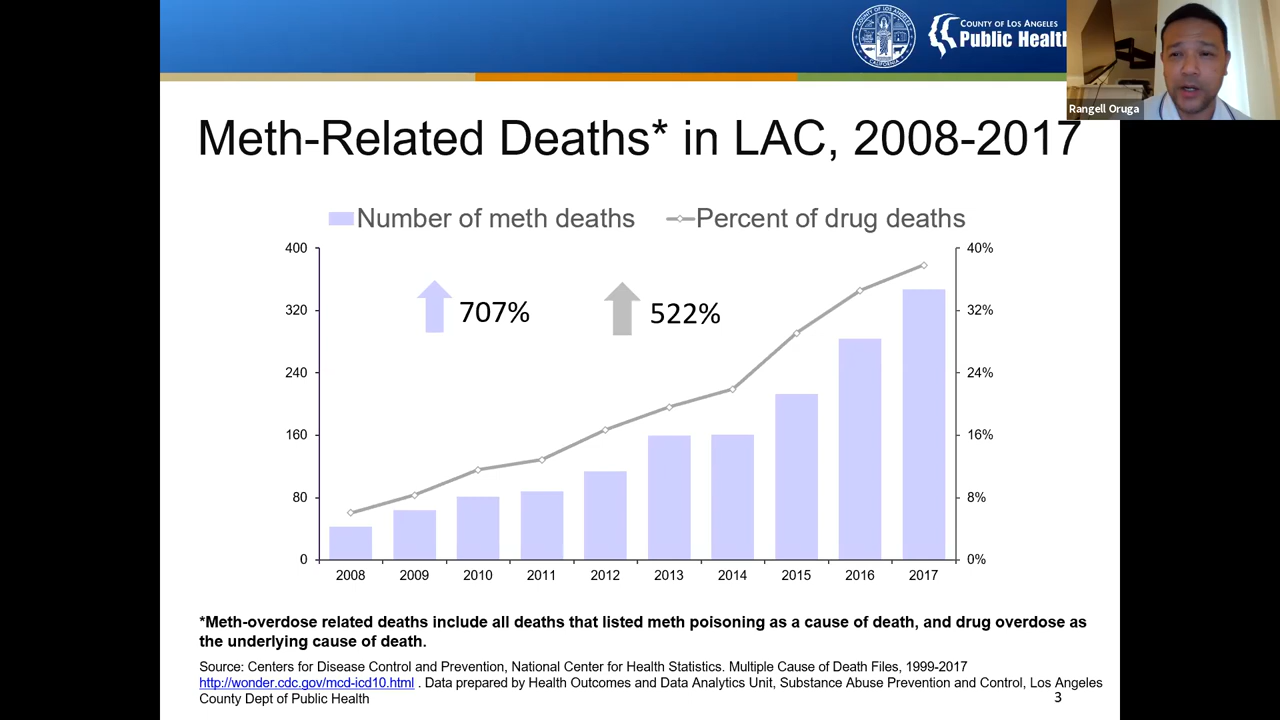 COUNTY OF LOS ANGELES
Public Health
Rangell Oruga
Meth-Related Deaths* in LAC, 2008-2017
Number of meth deaths
Percent of drug deaths
400
320
240
160
80
0
707%
522%
40%
32%
24%
16%
8%
0%
2008 2009 2010 2011 2012 2013 2014 2015 2016 2017
*Meth-overdose related deaths include all deaths that listed meth poisoning as a cause of death, and drug overdose as
the underlying cause of death.
Source: Centers for Disease Control and Prevention, National Center for Health Statistics. Multiple Cause of Death Files, 1999-2017
http://wonder.cdc.gov/mcd-icd10.html . Data prepared by Health Outcomes and Data Analytics Unit, Substance Abuse Prevention and Control, Los Angeles
County Dept of Public Health
3